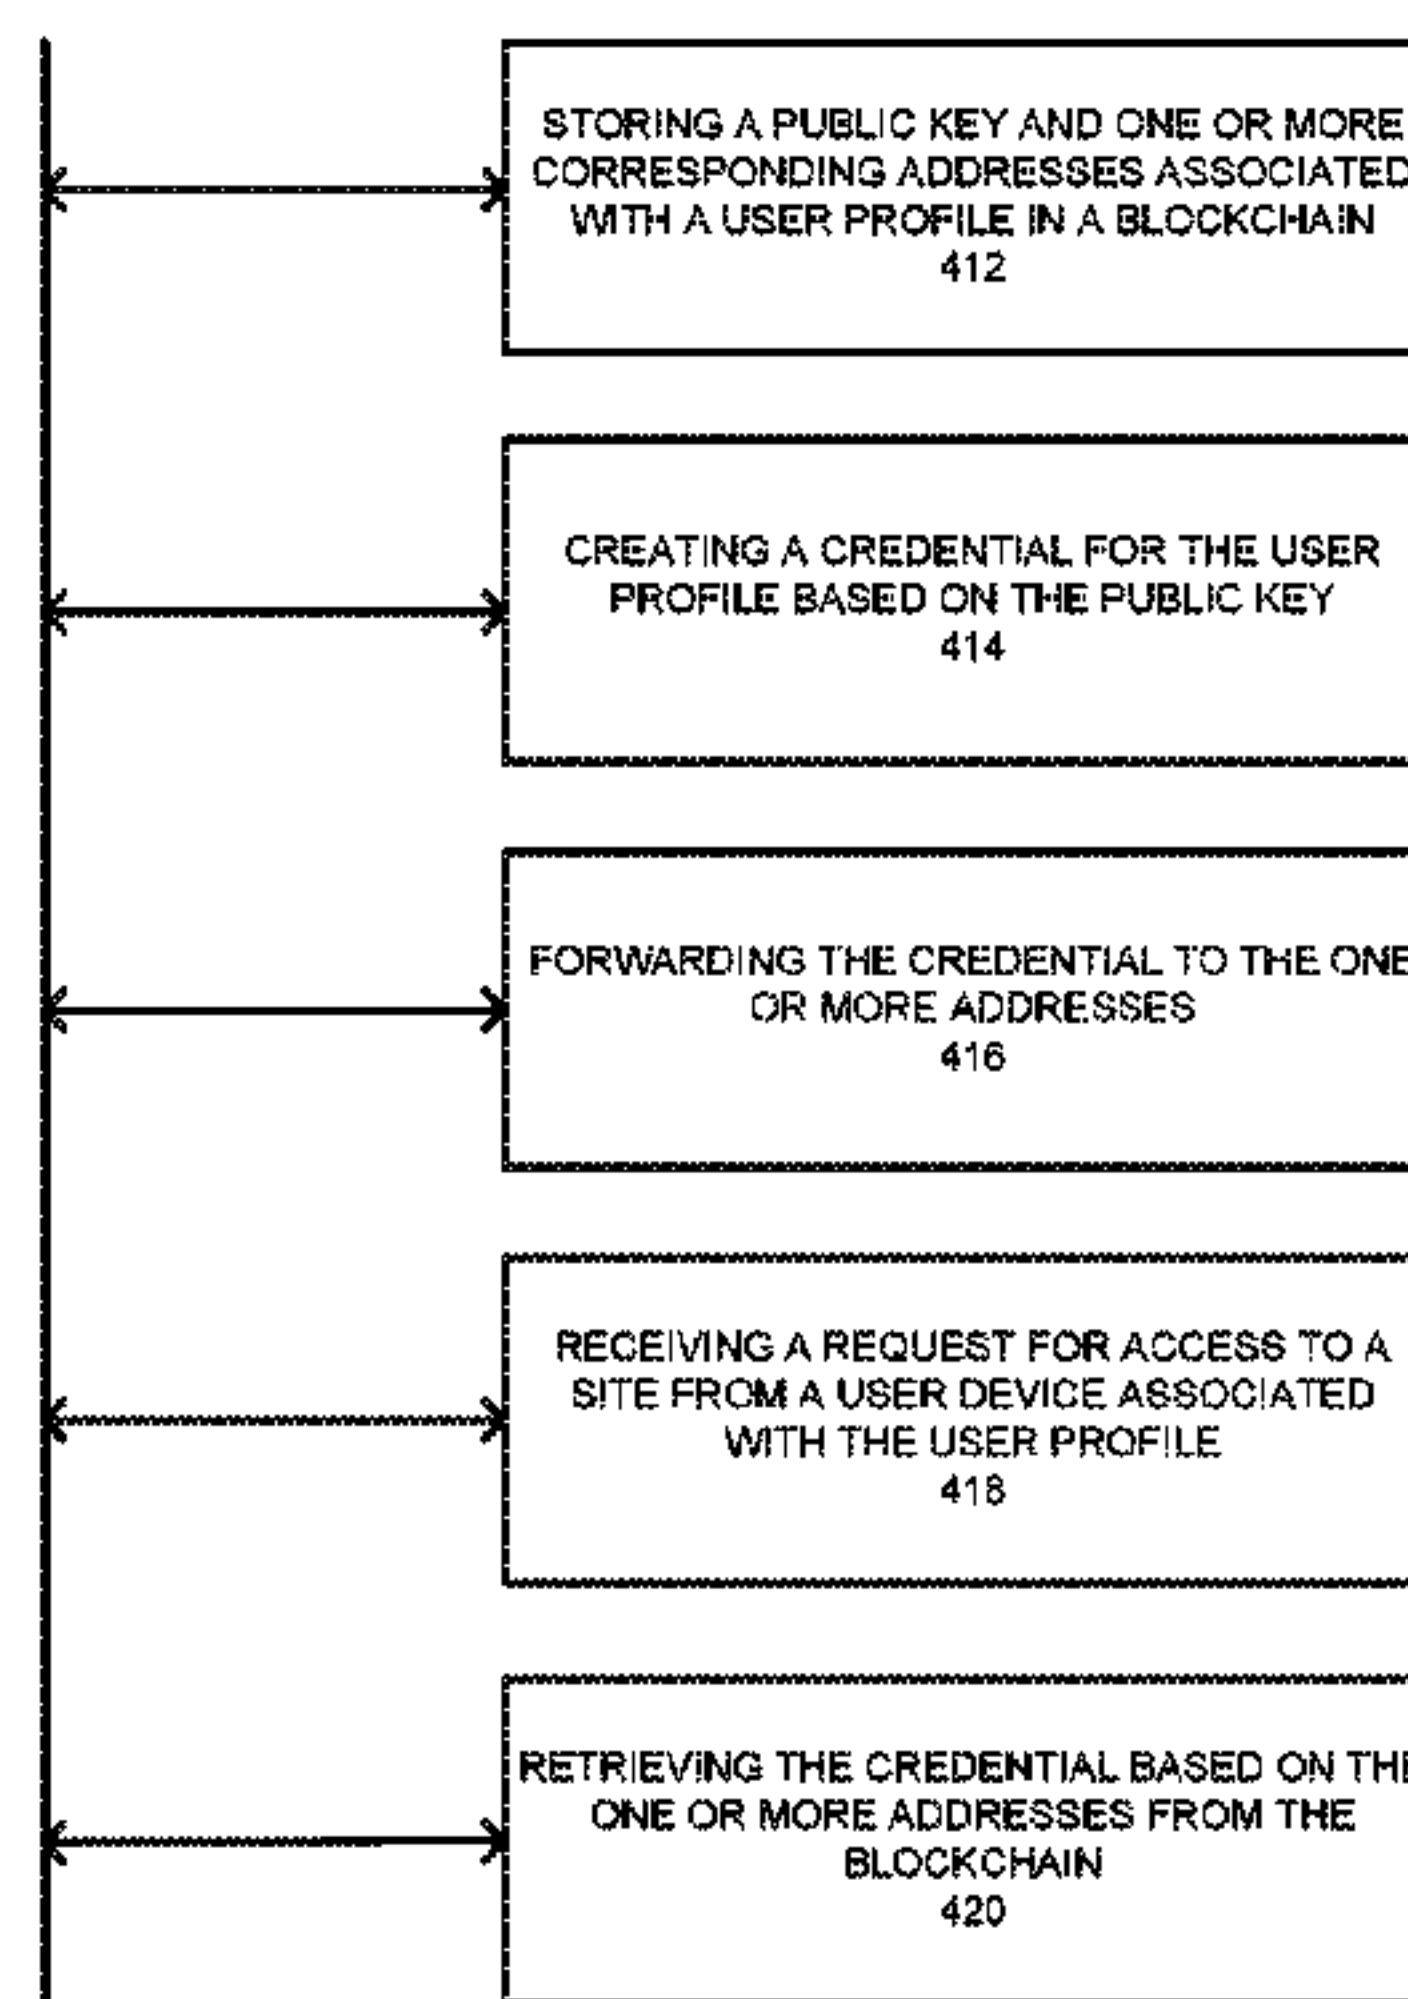 STORING A PUBLIC KEY AND ONE OR MORE
CORRESPONDING ADDRESSES ASSOCIATED
WITH A USER PROFILE IN A BLOCKCHAIN
412
CREATING A CREDENTIAL FOR THE USER
PROFILE BASED ON THE PUBLIC KEY
414
FORWARDING THE CREDENTIAL TO THE ONE
OR MORE ADDRESSES
416
RECEIVING A REQUEST FOR ACCESS TO A
SITE FROM A USER DEVICE ASSOCIATED
WITH THE USER PROFILE
418
RETRIEVING THE CREDENTIAL BASED ON THE
ONE OR MORE ADDRESSES FROM THE
BLOCKCHAIN
420